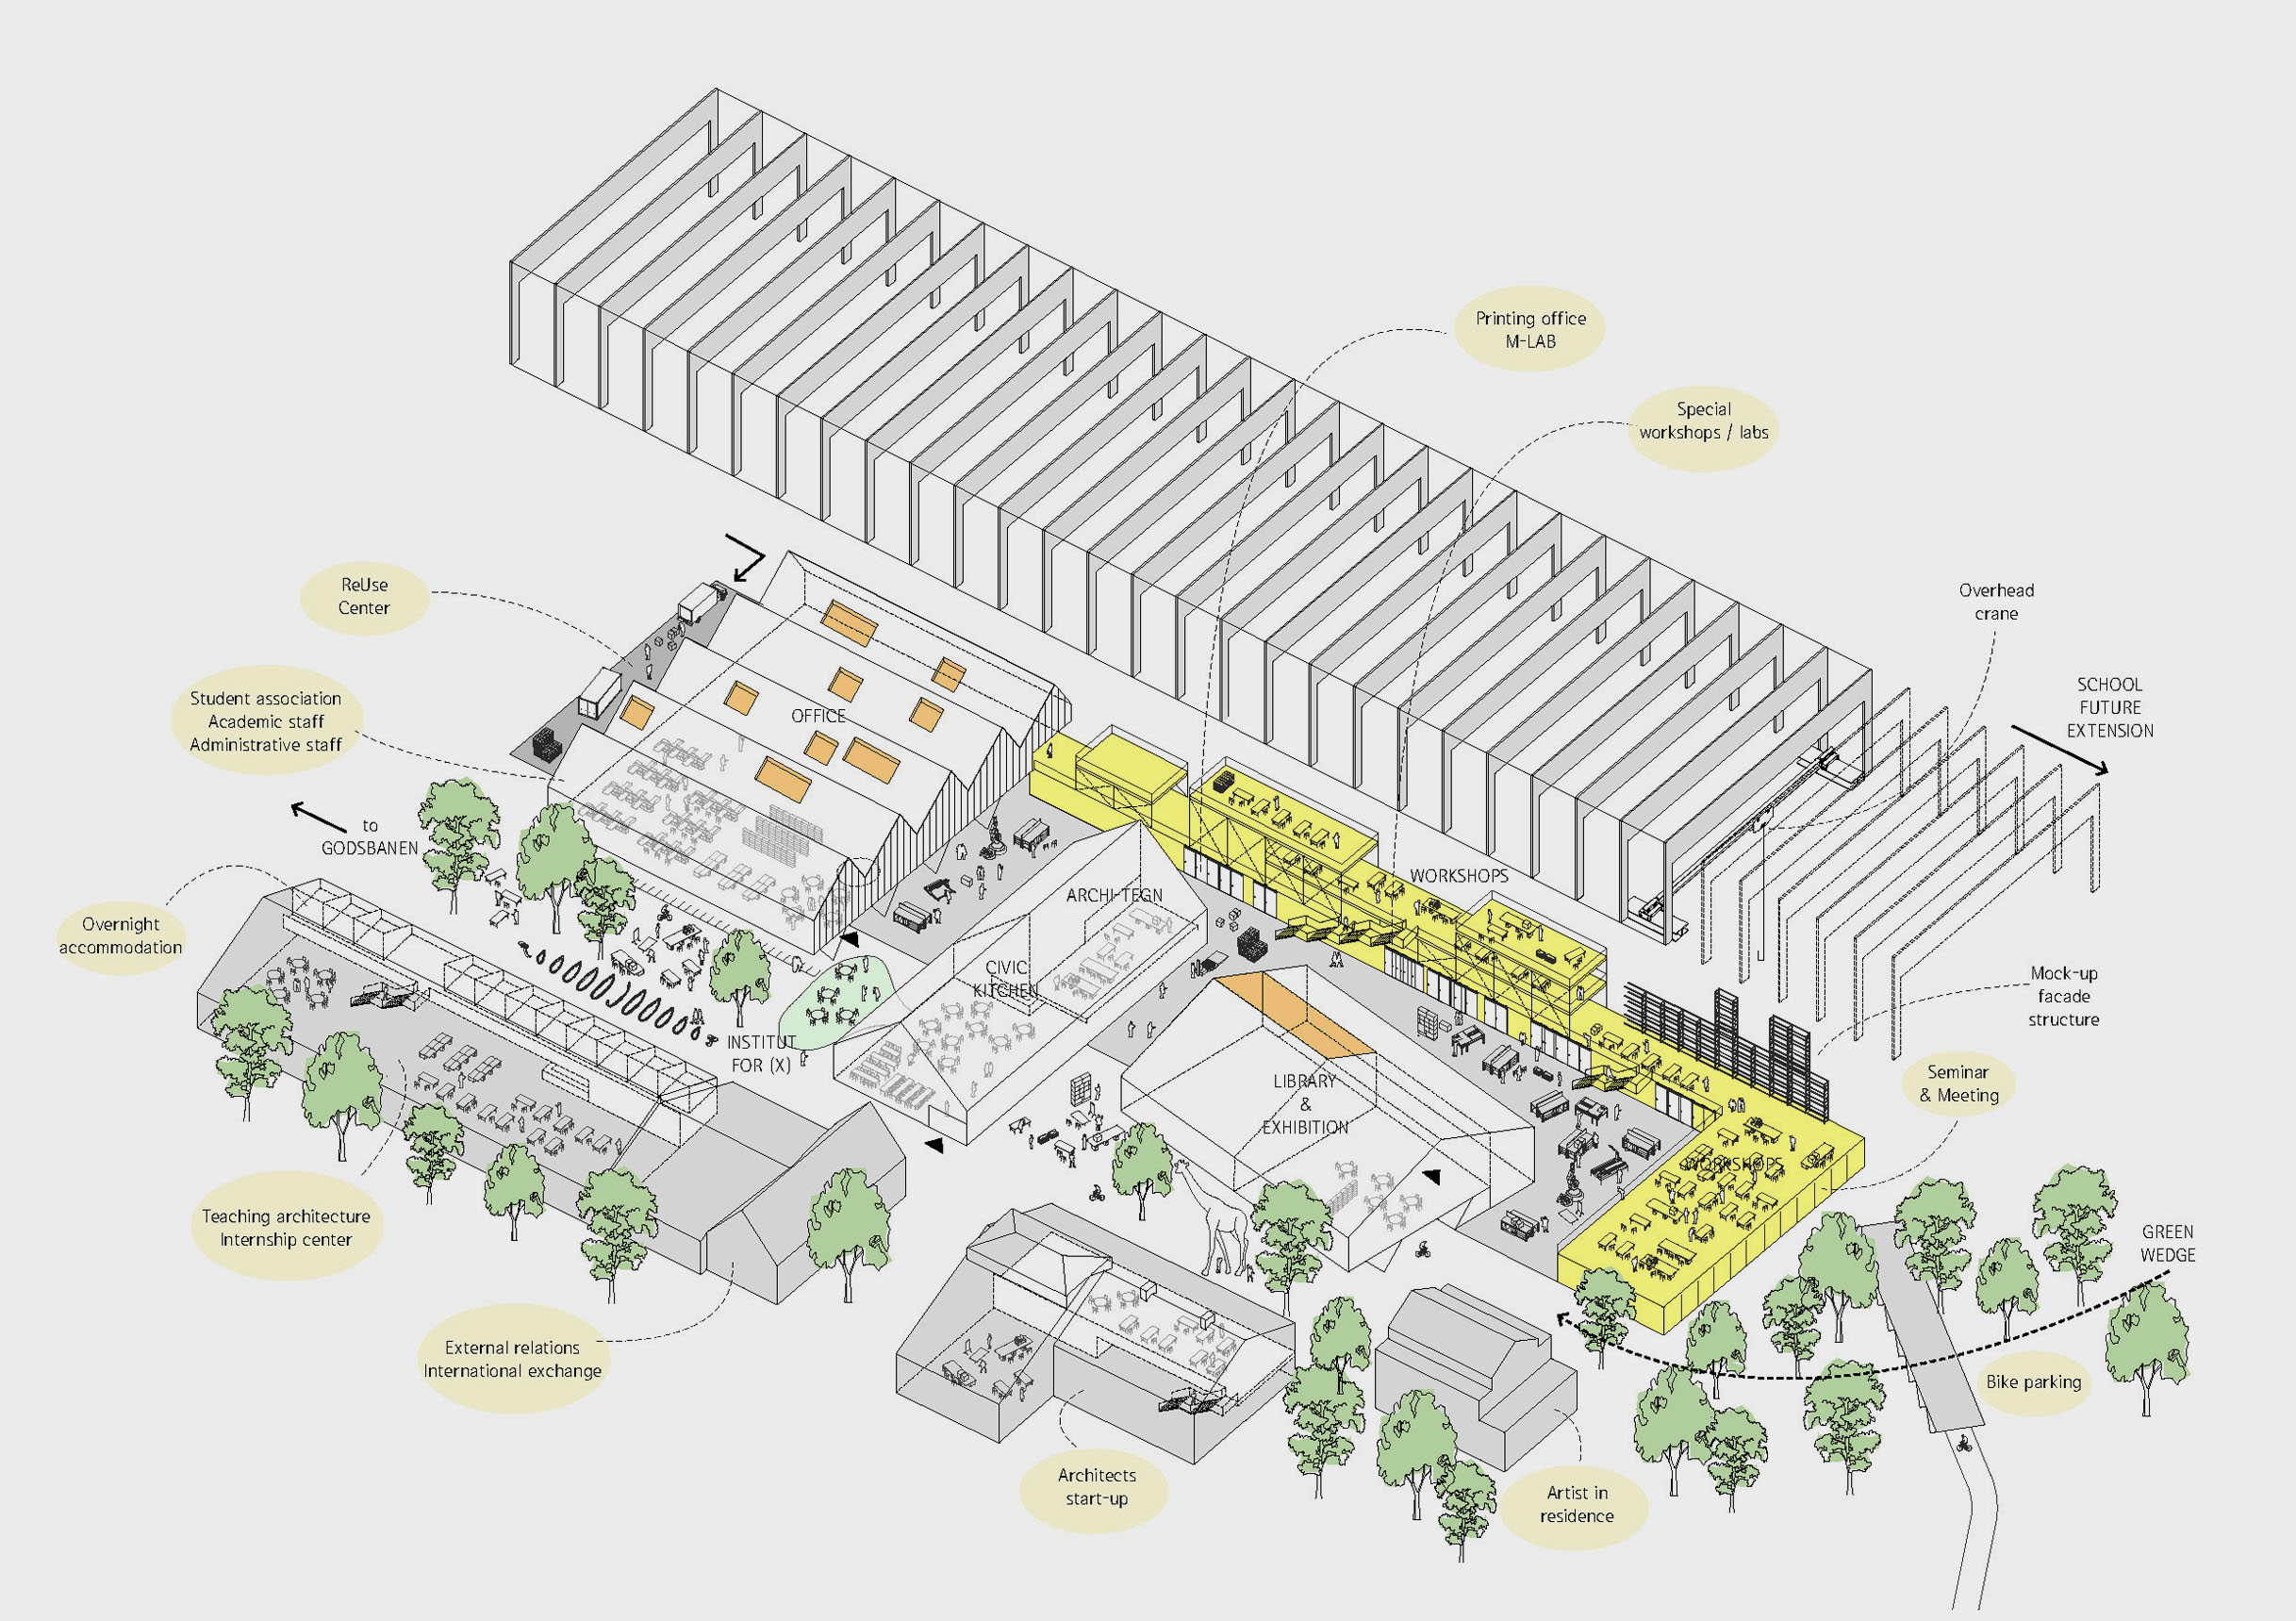 Printing office
M-LAB
Special
workshops / labs
ReUse
Center
Overhead
crane
Student association
Academic staff
Administrative staff
SCHOOL
FUTURE
EXTENSION
OFFICE
to
GODSBANEN
WORKSHOPS
ARCHI-TEGN
Overnight
accommodation
CIVIC
KITCHEN
Mock-up
facade
structure
INSTITUT
FOR (X)
LIBRARY
&
EXHIBITION
Seminar
& Meeting
WORKSHOPS
Teaching architecture
Internship center
GREEN
WEDGE
External relations
International exchange
Bike parking
Architects
start-up
Artist in
residence